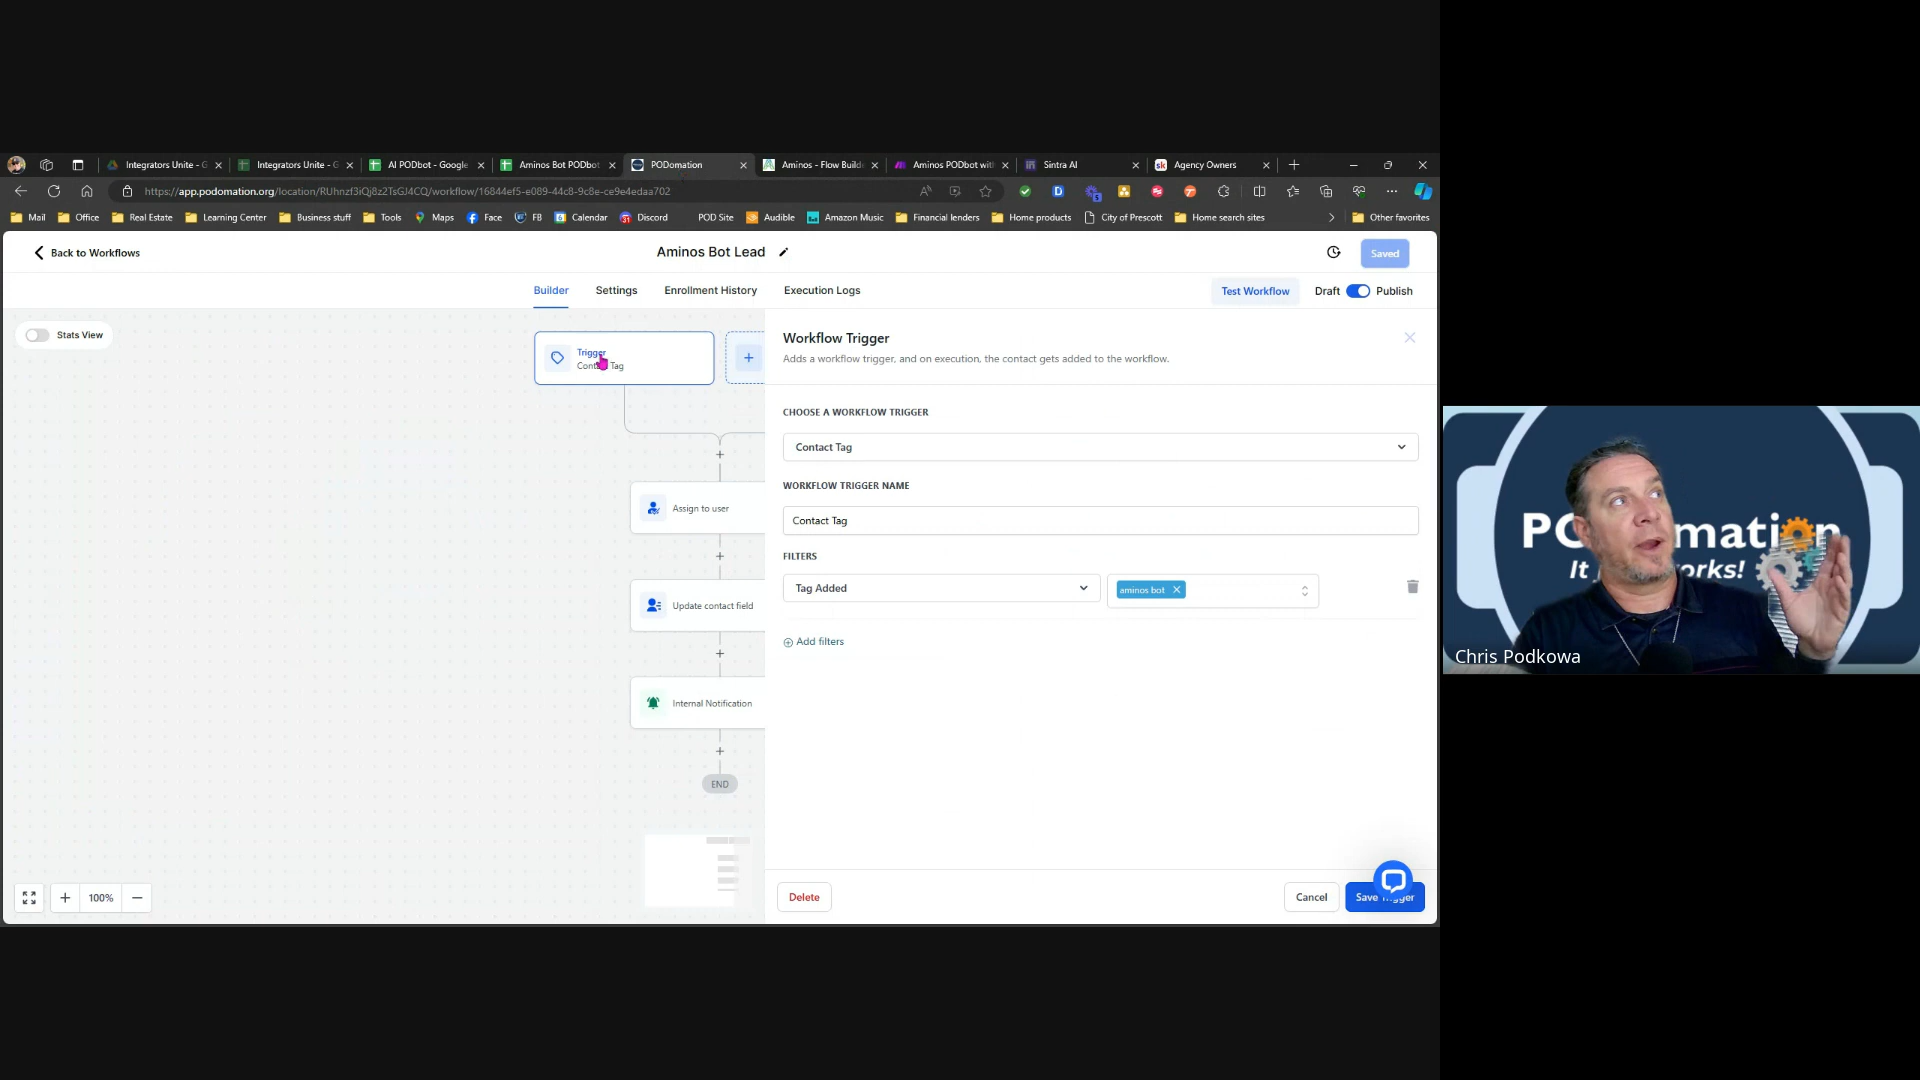 Integrators Unite - G
Integrators Unite - G
AI PODbot - Google
Aminos Bot PODbot
PODomation
Aminos - Flow Build
Aminos PODbot wit
Sintra AI
Agency Owners
https://app.podomation.org/location/RUhnzf3iQj8z2TsGJ4CQ/workflow/16844ef5-e089-44c8-9c8e-ce9e4edaa702
Mail
Office
Real Estate
Learning Center
Business stuff
Tools
Maps
Face
FB
Calendar
Discord
POD Site
Audible
Amazon Music
Financial lenders
Home products
City of Prescott
Home search sites
Other favorites
Back to Workflows
Aminos Bot Lead
Saved
Builder
Settings
Enrollment History
Execution Logs
Test Workflow
Draft
Publish
Stats View
Trigger
Contact Tag
Assign to user
Update contact field
Internal Notification
END
100%
Workflow Trigger
Adds a workflow trigger, and on execution, the contact gets added to the workflow.
CHOOSE A WORKFLOW TRIGGER
Contact Tag
WORKFLOW TRIGGER NAME
Contact Tag
FILTERS
Tag Added
aminos bot
Add filters
Delete
Cancel
Save Trigger
It
orks!
Chris Podkowa